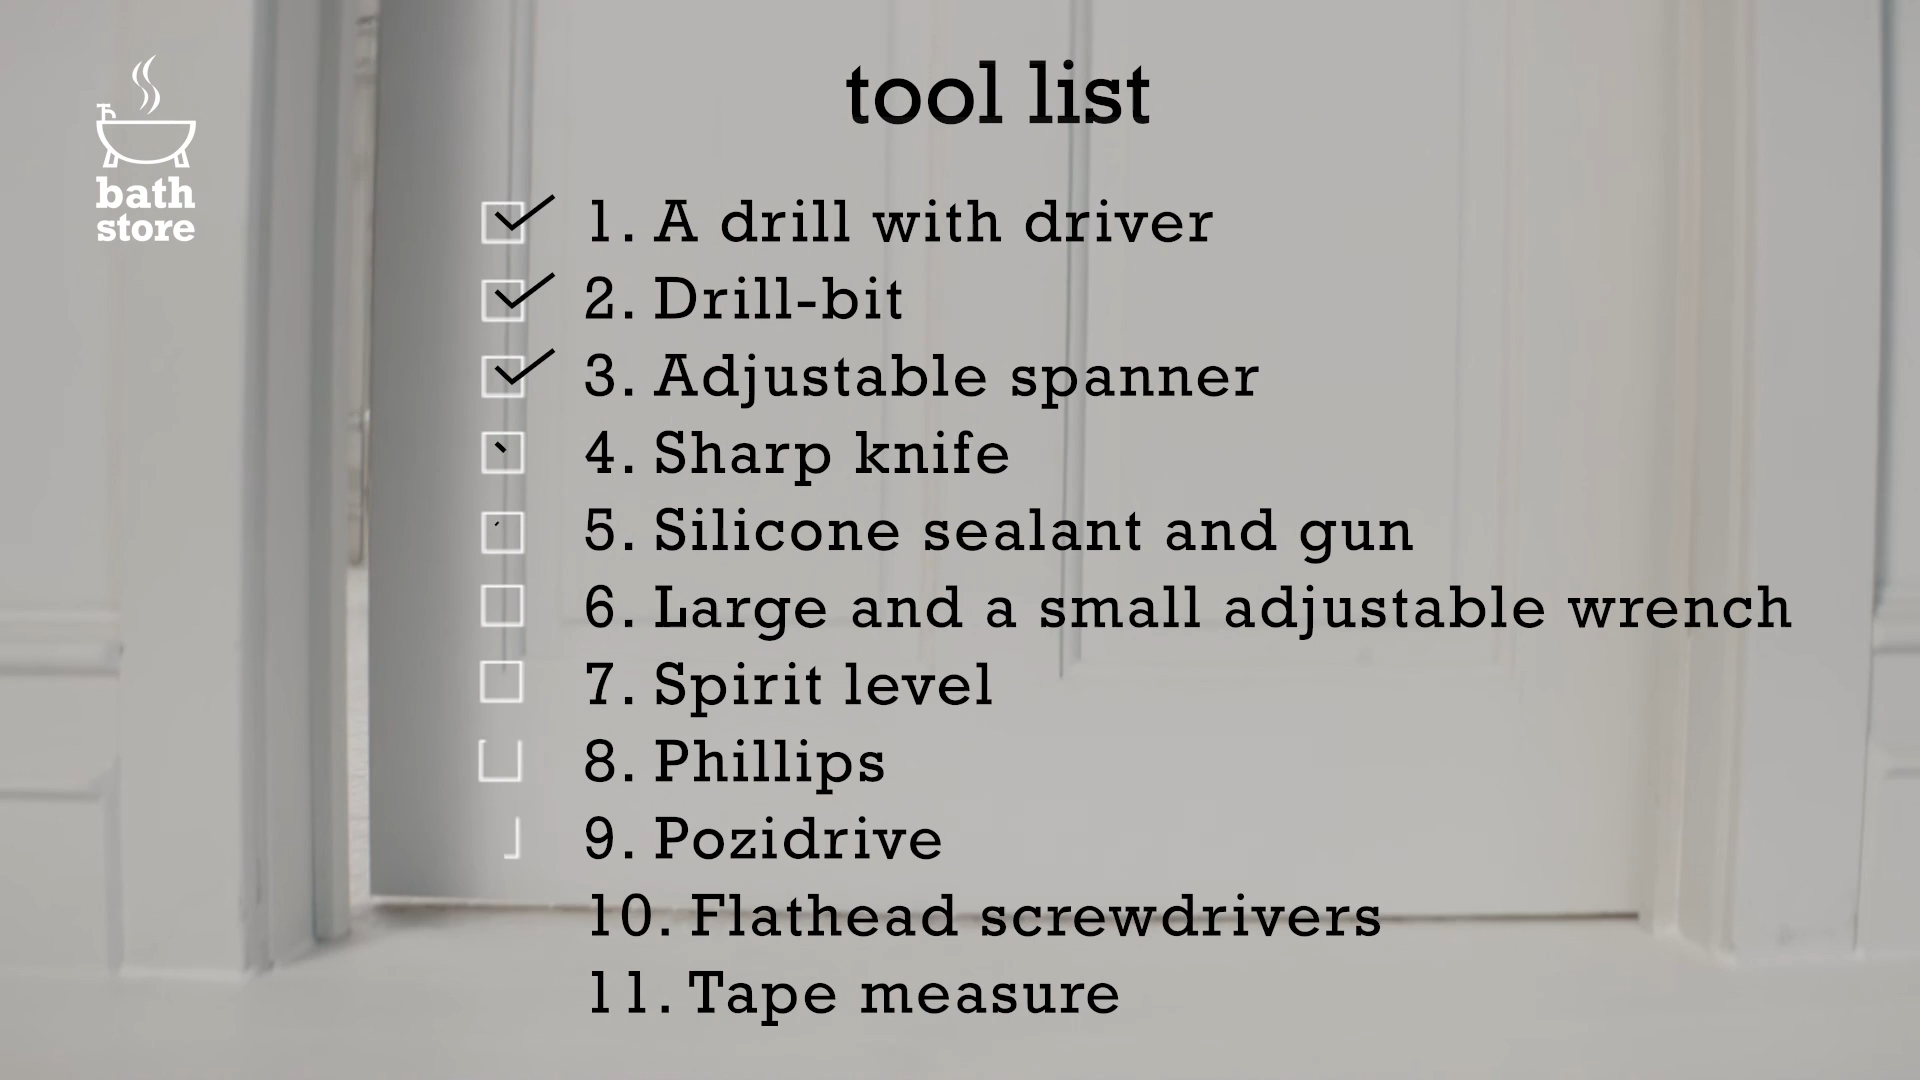 bath
store
tool list
1. A drill with driver
2. Drill-bit
3. Adjustable spanner
4. Sharp knife
5. Silicone sealant and gun
6. Large and a small adjustable wrench
7. Spirit level
8. Phillips
9. Pozidrive
10. Flathead screwdrivers
11. Tape measure